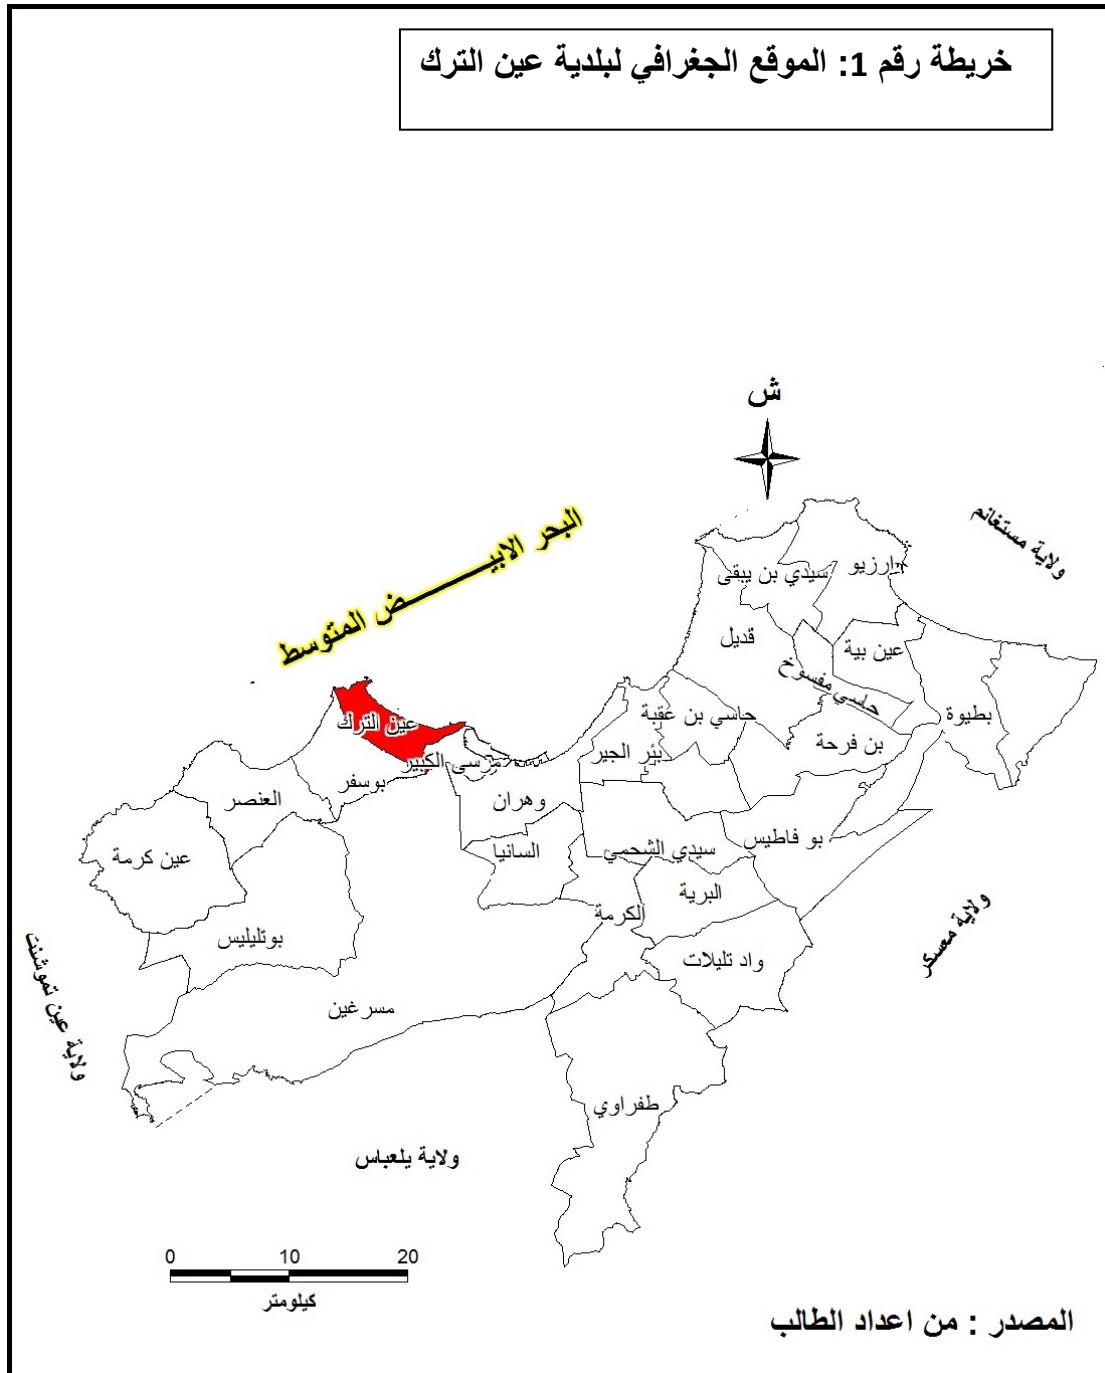 خريطة رقم 1: الموقع الجغرافي لبلدية عين الترك
ش
البحر الابيـــــــــض المتوسط
ولاية مستغانم
ارزيو
سيدي بن يبقى
قديل
عين بية
حاسي مفسوخ
بطيوة
حاسي بن عقبة
بن فرحة
بئر الجير
عين الترك
مرسى الكبير
بوسفر
وهران
العنصر
بو فاطيس
سيدي الشحمي
السانيا
عين كرمة
البرية
الكرمة
بوتليليس
واد تليلات
ولاية معسكر
ولاية عين تموشنت
مسرغين
طفراوي
ولاية يلعباس
0 10 20
كيلومتر
المصدر : من اعداد الطالب